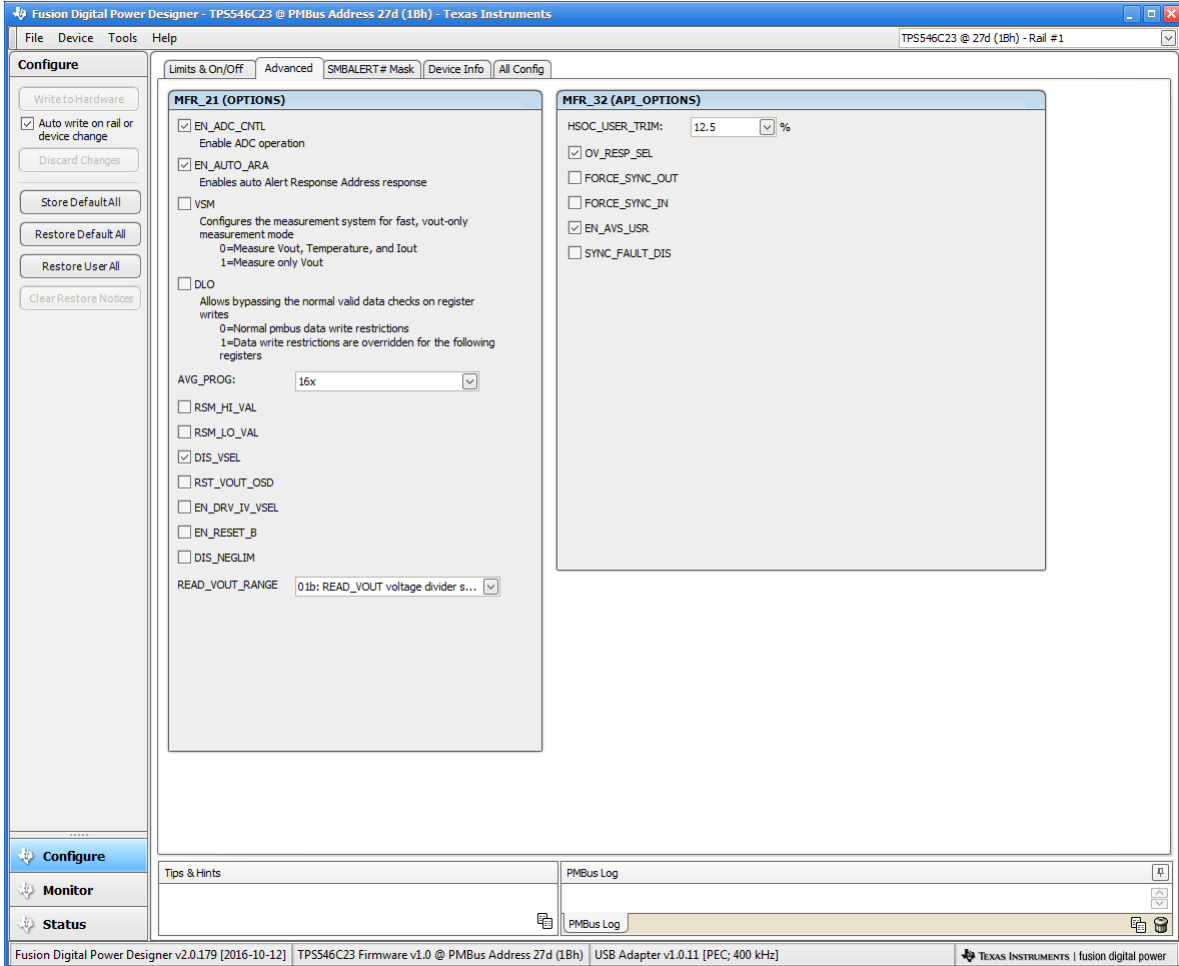 Fusion Digital Power Designer - TPS546C23 @ PMBus Address 27d (1Bh) - Texas Instruments
File Device Tools Help
TPS546C23 @ 27d (1Bh) - Rail #1
Configure
Write to Hardware
Auto write on rail or
device change
Discard Changes
Store Default All
Restore Default All
Restore User All
Clear Restore Notices
Limits & On/Off Advanced SMBALERT# Mask Device Info All Config
MFR_21 (OPTIONS)
EN_ADC_CNTL
Enable ADC operation
EN_AUTO_ARA
Enables auto Alert Response Address response
VSM
Configures the measurement system for fast, vout-only
measurement mode
0=Measure Vout, Temperature, and Iout
1=Measure only Vout
DLO
Allows bypassing the normal valid data checks on register
writes
0=Normal pmbus data write restrictions
1=Data write restrictions are overridden for the following
registers
AVG_PROG: 16x
RSM_HI_VAL
RSM_LO_VAL
DIS_VSEL
RST_VOUT_OSD
EN_DRV_IV_VSEL
EN_RESET_B
DIS_NEGLIM
READ_VOUT_RANGE 01b: READ_VOUT voltage divider s...
MFR_32 (API_OPTIONS)
HSOC_USER_TRIM: 12.5 %
OV_RESP_SEL
FORCE_SYNC_OUT
FORCE_SYNC_IN
EN_AVS_USR
SYNC_FAULT_DIS
Configure
Monitor
Status
Tips & Hints
PMBus Log
PMBus Log
Fusion Digital Power Designer v2.0.179 [2016-10-12] TPS546C23 Firmware v1.0 @ PMBus Address 27d (1Bh) USB Adapter v1.0.11 [PEC; 400 kHz] TEXAS INSTRUMENTS | fusion digital power